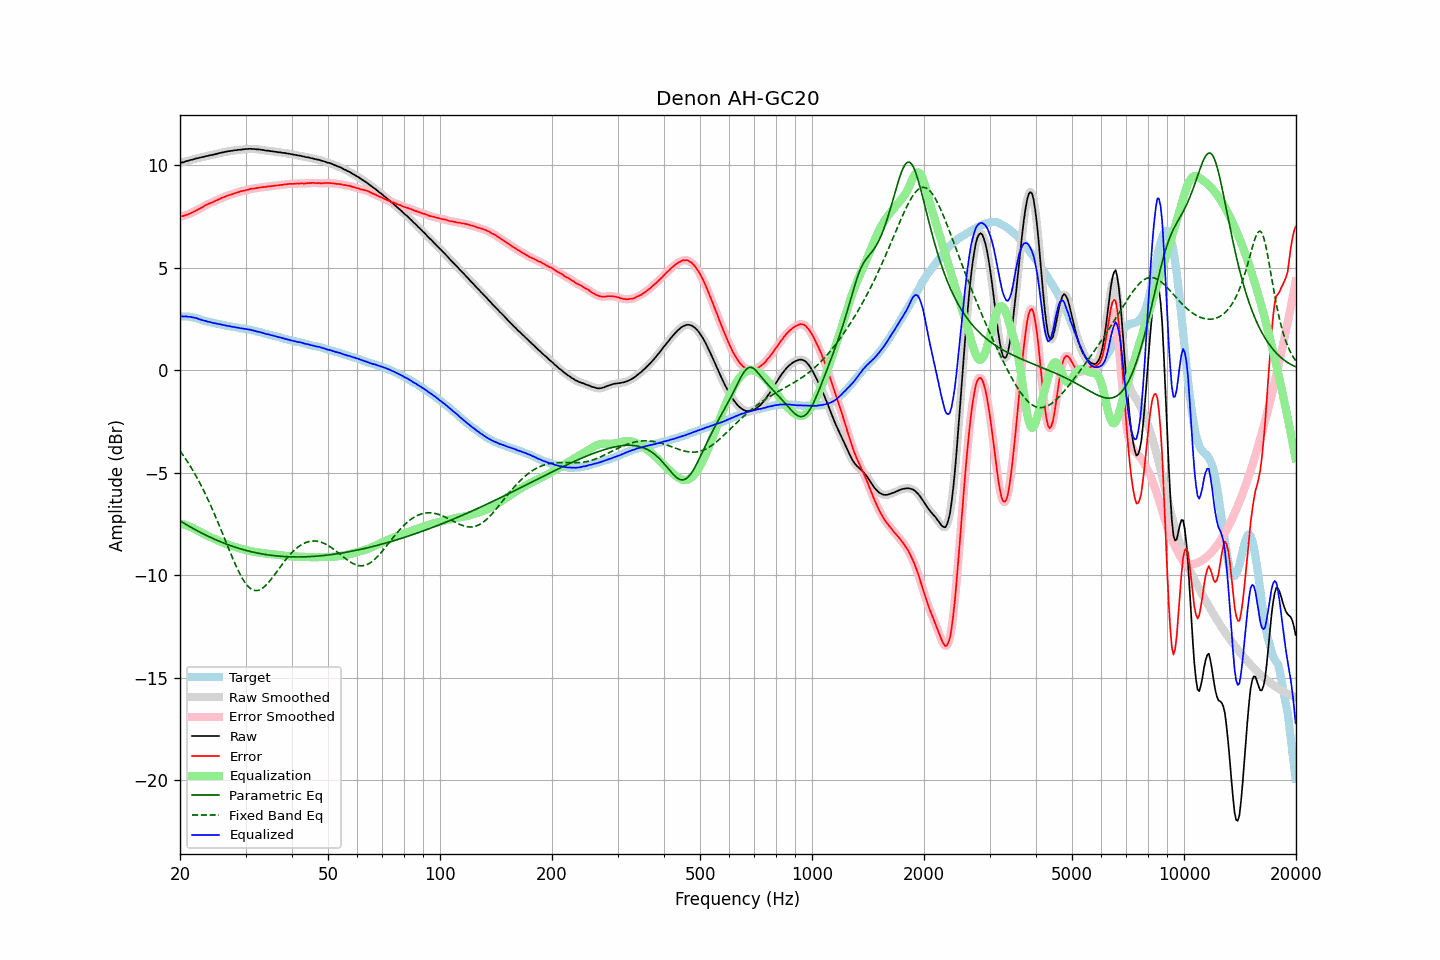 Denon AH-GC20
Amplitude (dBr)
10
5
0
−5
−10
−15
−20
Target
Raw Smoothed
Error Smoothed
Raw
Error
Equalization
Parametric Eq
Fixed Band Eq
Equalized
20 50 100 200 500 1000 2000 5000 10000 20000
Frequency (Hz)